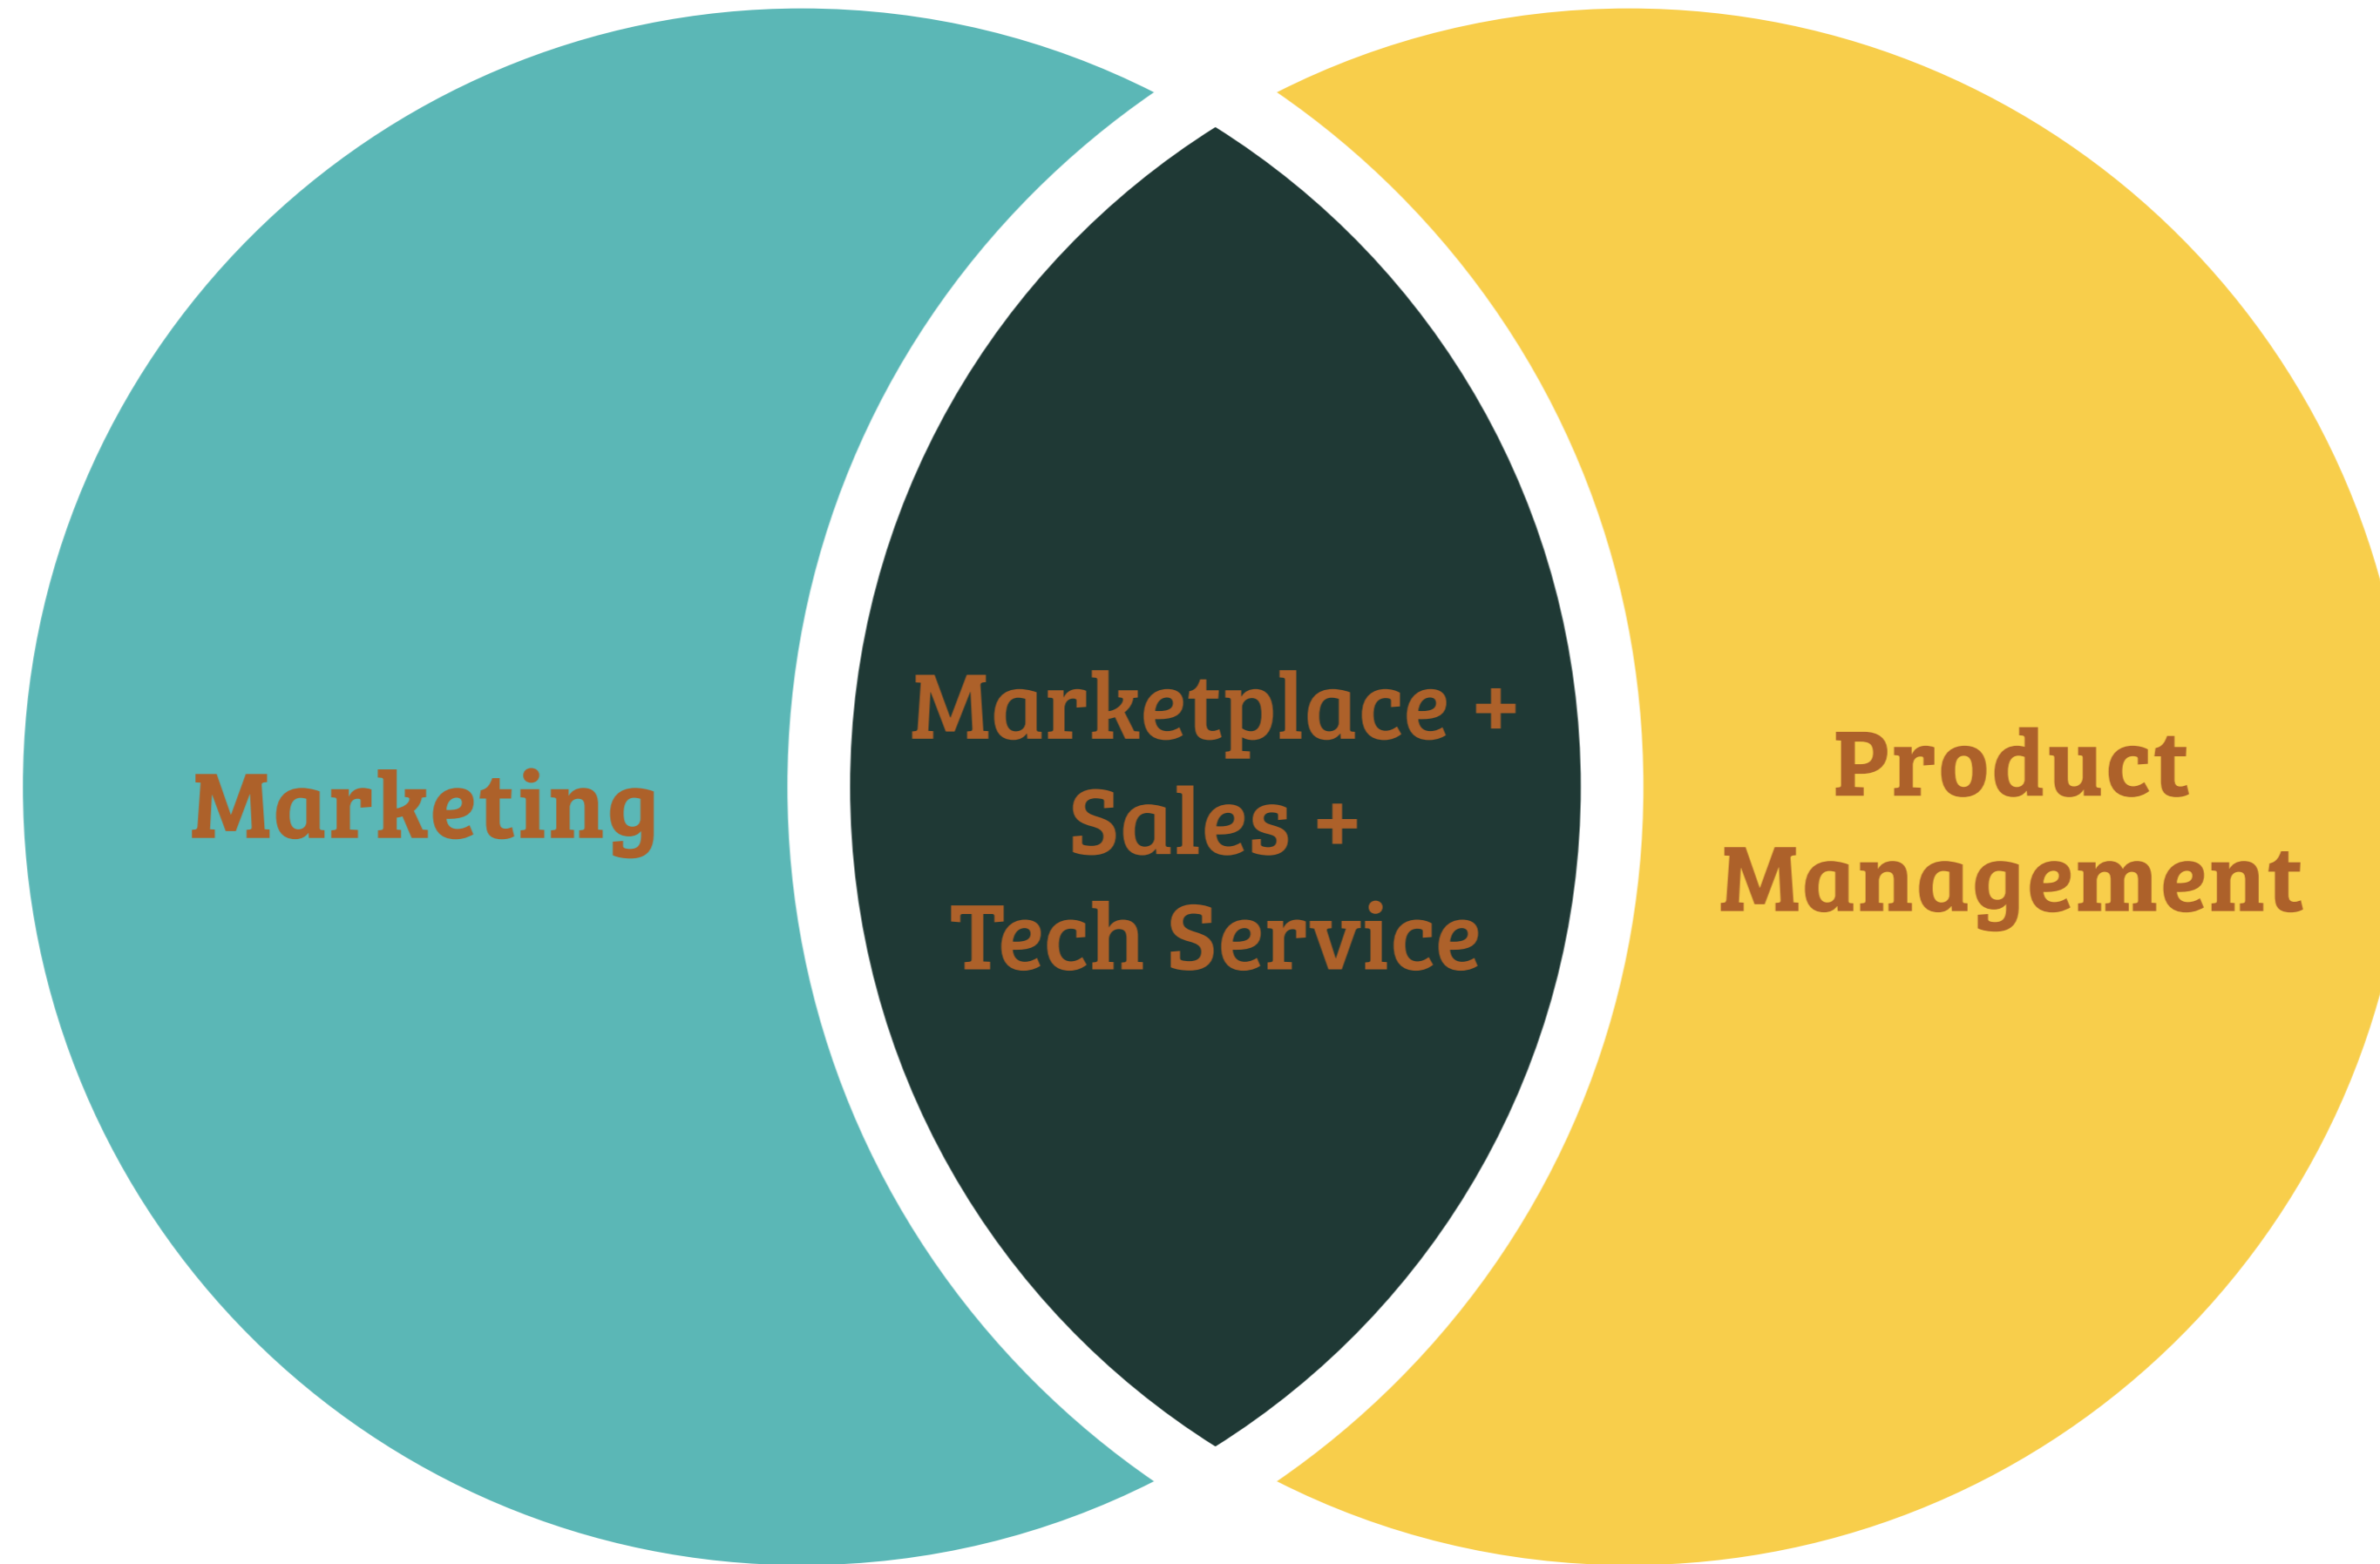 Marketing
Marketplace +
Sales +
Tech Service
Product
Management